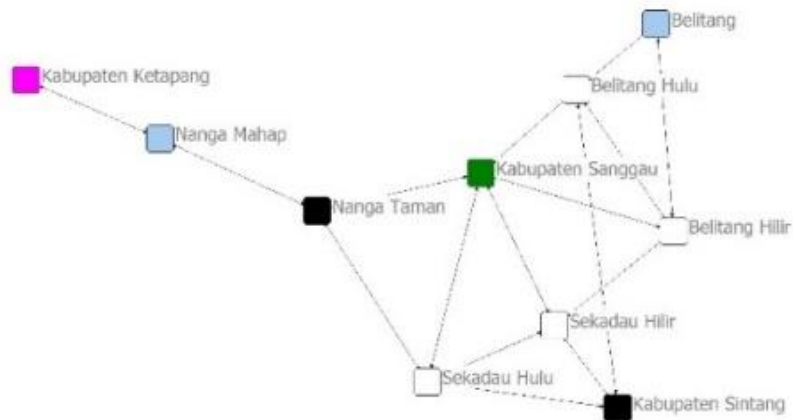 Belitang
Kabupaten Ketapang
Belitang Hulu
Nanga Mahap
Kabupaten Sanggau
Nanga Taman
Belitang Hilir
Sekadau Hilir
Sekadau Hulu
Kabupaten Sintang